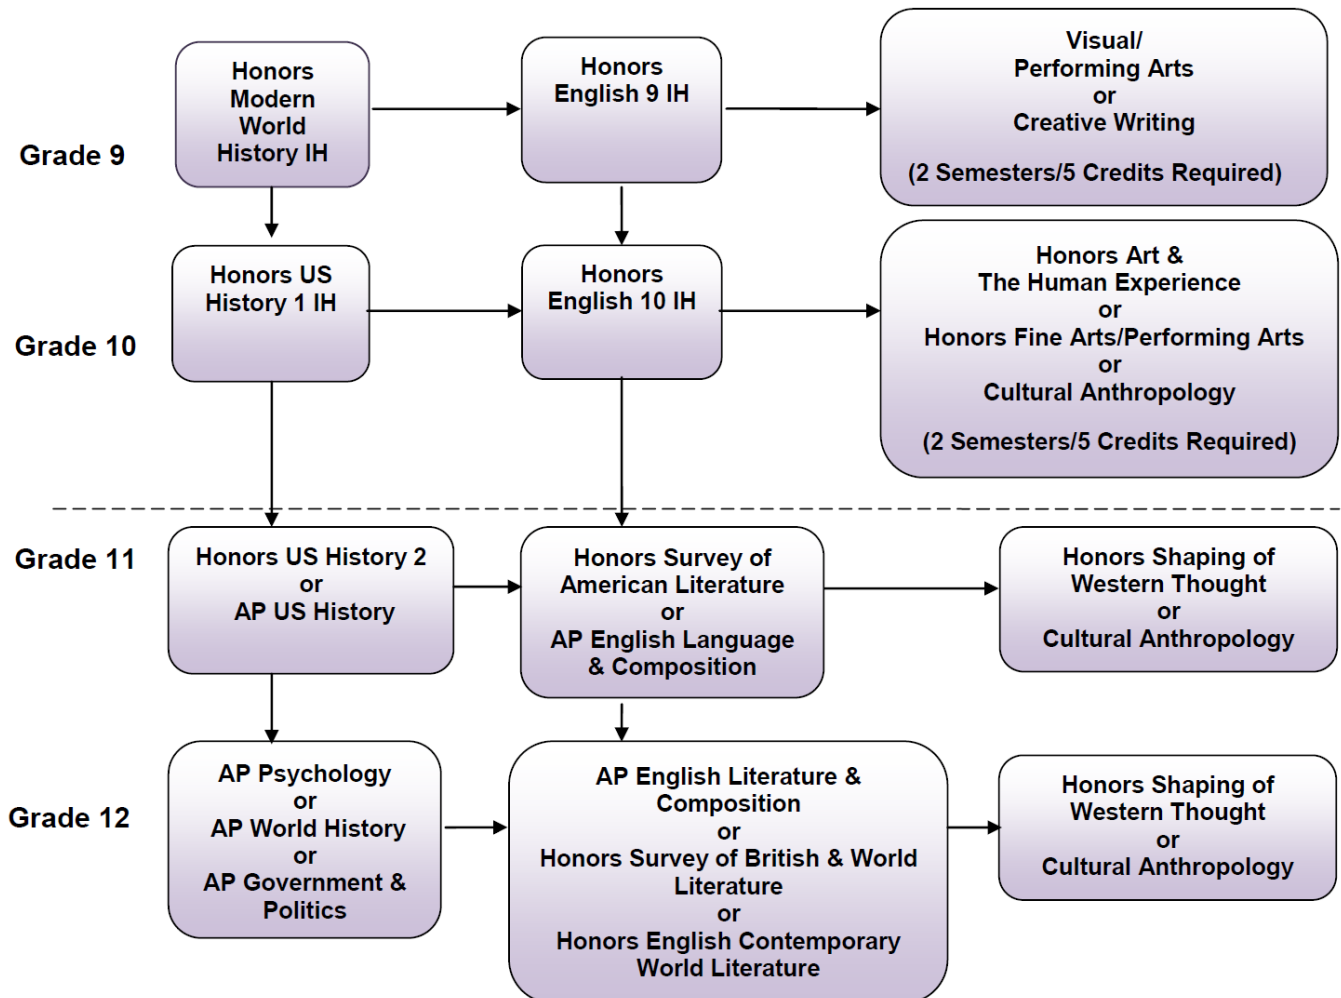 Grade 9
Honors
Modern
World
History IH
Honors
English 9 IH
Visual/
Performing Arts
or
Creative Writing
(2 Semesters/5 Credits Required)
Grade 10
Honors US
History 1 IH
Honors
English 10 IH
Honors Art &
The Human Experience
or
Honors Fine Arts/Performing Arts
or
Cultural Anthropology
(2 Semesters/5 Credits Required)
Grade 11
Honors US History 2
or
AP US History
Honors Survey of
American Literature
or
AP English Language
& Composition
Honors Shaping of
Western Thought
or
Cultural Anthropology
Grade 12
AP Psychology
or
AP World History
or
AP Government &
Politics
AP English Literature &
Composition
or
Honors Survey of British & World
Literature
or
Honors English Contemporary
World Literature
Honors Shaping of
Western Thought
or
Cultural Anthropology